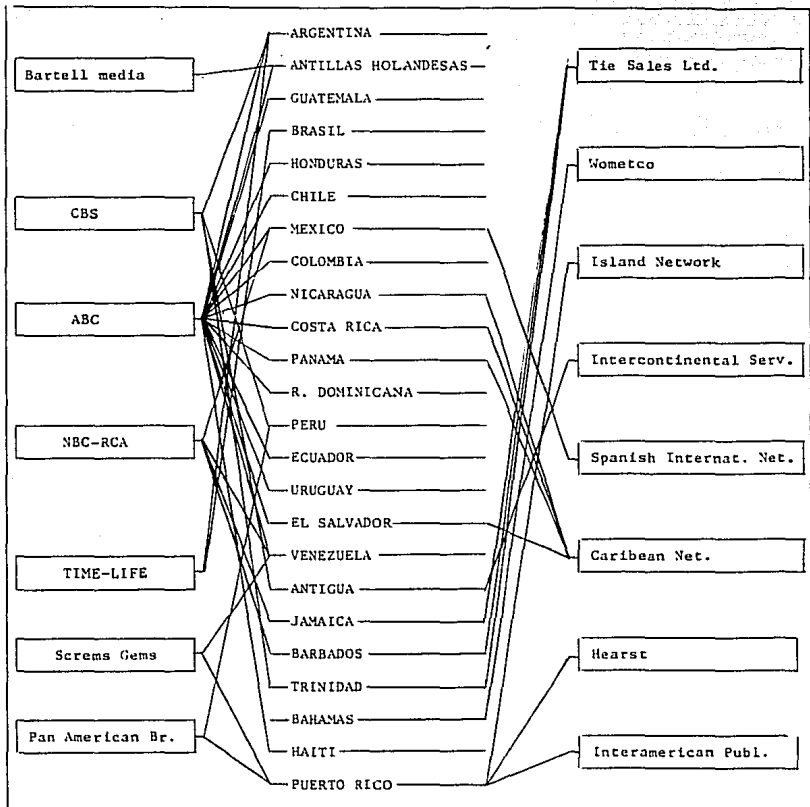 Bartell media
CBS
ABC
NBC-RCA
TIME-LIFE
Screms Gems
Pan American Br.
ARGENTINA
ANTILLAS HOLANDESAS
GUATEMALA
BRASIL
HONDURAS
CHILE
MEXICO
COLOMBIA
NICARAGUA
COSTA RICA
PANAMA
R. DOMINICANA
PERU
ECUADOR
URUGUAY
EL SALVADOR
VENEZUELA
ANTIGUA
JAMAICA
BARBADOS
TRINIDAD
BAHAMAS
HAITI
PUERTO RICO
Tie Sales Ltd.
Wometco
Island Network
Intercontinental Serv.
Spanish Internat. Net.
Caribean Net.
Hearst
Interamerican Publ.